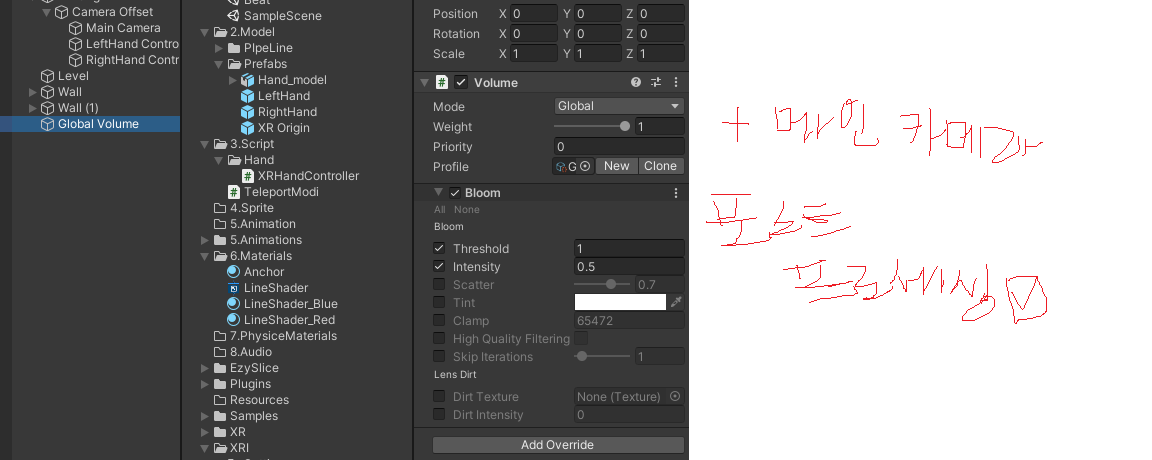 Camera Offset
Main Camera
LeftHand Contro
RightHand Contr
Level
Wall
Wall (1)
Global Volume
SampleScene
2.Model
PIpeLine
Prefabs
Hand_model
LeftHand
RightHand
XR Origin
3.Script
Hand
XRHandController
TeleportModi
4.Sprite
5.Animation
5.Animations
6.Materials
Anchor
LineShader
LineShader_Blue
LineShader_Red
7.PhysiceMaterials
8.Audio
EzySlice
Plugins
Resources
Samples
XR
XRI
Position X 0 Y 0 Z 0
Rotation X 0 Y 0 Z 0
Scale X 1 Y 1 Z 1
# Volume
Mode Global
Weight 1
Priority 0
Profile G New Clone
Bloom
All None
Bloom
Threshold 1
Intensity 0.5
Scatter 0.7
Tint
Clamp 65472
High Quality Filtering
Skip Iterations 1
Lens Dirt
Dirt Texture None (Texture)
Dirt Intensity 0
Add Override
+ 메인 카메라
포스트
프로세싱